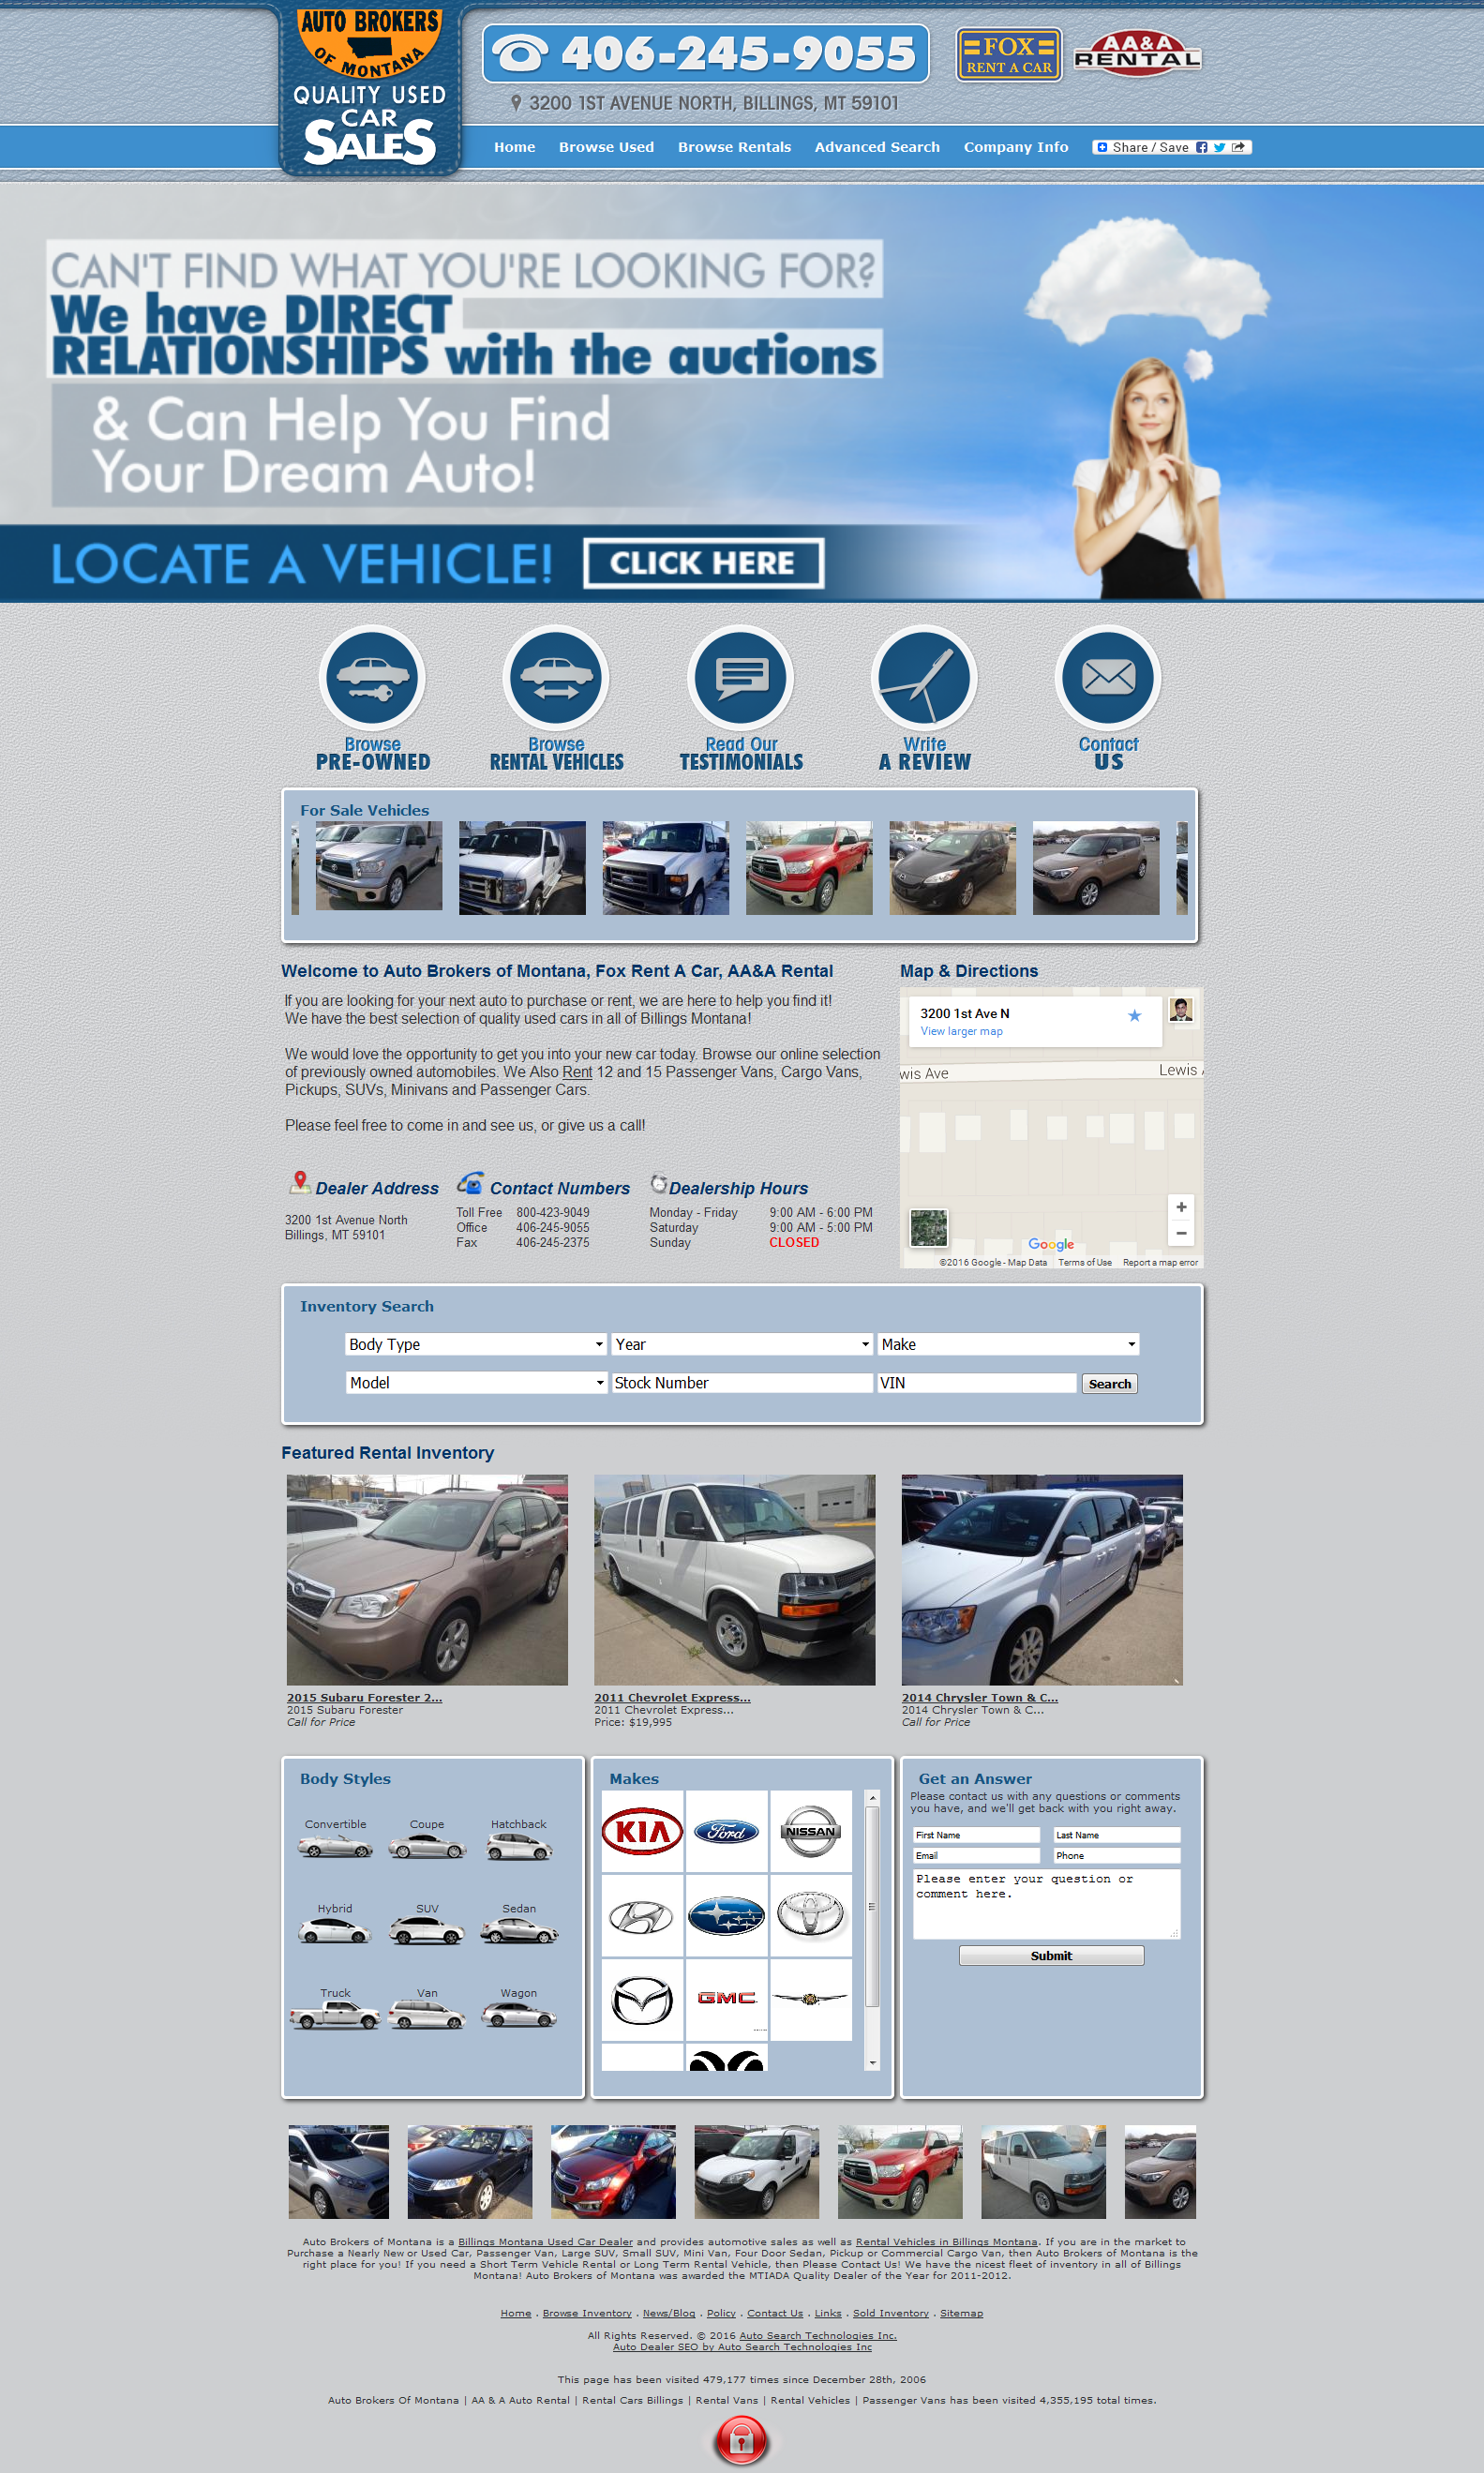 AUTO BROKERS
OF MONTANA
QUALITY USED
CAR
SALES
406-245-9055
FOX
RENT A CAR
AA&A
RENTAL
3200 1ST AVENUE NORTH, BILLINGS, MT 59101
Home Browse Used Browse Rentals Advanced Search Company Info Share / Save
CAN'T FIND WHAT YOU'RE LOOKING FOR?
We have DIRECT
RELATIONSHIPS with the auctions
& Can Help You Find
Your Dream Auto!
LOCATE A VEHICLE! CLICK HERE
Browse
PRE-OWNED
Browse
RENTAL VEHICLES
Read Our
TESTIMONIALS
Write
A REVIEW
Contact
US
For Sale Vehicles
Welcome to Auto Brokers of Montana, Fox Rent A Car, AA&A Rental
If you are looking for your next auto to purchase or rent, we are here to help you find it!
We have the best selection of quality used cars in all of Billings Montana!
We would love the opportunity to get you into your new car today. Browse our online selection
of previously owned automobiles. We Also Rent 12 and 15 Passenger Vans, Cargo Vans,
Pickups, SUVs, Minivans and Passenger Cars.
Please feel free to come in and see us, or give us a call!
Dealer Address
3200 1st Avenue North
Billings, MT 59101
Contact Numbers
Toll Free 800-423-9049
Office 406-245-9055
Fax 406-245-2375
Dealership Hours
Monday - Friday 9:00 AM - 6:00 PM
Saturday 9:00 AM - 5:00 PM
Sunday CLOSED
Map & Directions
3200 1st Ave N
View larger map
wis Ave
Lewis A
Google
©2016 Google - Map Data Terms of Use Report a map error
Inventory Search
Body Type Year Make
Model Stock Number VIN Search
Featured Rental Inventory
2015 Subaru Forester 2...
2015 Subaru Forester
Call for Price
2011 Chevrolet Express...
2011 Chevrolet Express...
Price: $19,995
2014 Chrysler Town & C...
2014 Chrysler Town & C...
Call for Price
Body Styles
Convertible Coupe Hatchback
Hybrid SUV Sedan
Truck Van Wagon
Makes
KIA
Ford
NISSAN
GMC
Get an Answer
Please contact us with any questions or comments
you have, and we'll get back with you right away.
First Name Last Name
Email Phone
Please enter your question or
comment here.
Submit
Auto Brokers of Montana is a Billings Montana Used Car Dealer and provides automotive sales as well as Rental Vehicles in Billings Montana. If you are in the market to
Purchase a Nearly New or Used Car, Passenger Van, Large SUV, Small SUV, Mini Van, Four Door Sedan, Pickup or Commercial Cargo Van, then Auto Brokers of Montana is the
right place for you! If you need a Short Term Vehicle Rental or Long Term Rental Vehicle, then Please Contact Us! We have the nicest fleet of inventory in all of Billings
Montana! Auto Brokers of Montana was awarded the MTIADA Quality Dealer of the Year for 2011-2012.
Home . Browse Inventory . News/Blog . Policy . Contact Us . Links . Sold Inventory . Sitemap
All Rights Reserved. © 2016 Auto Search Technologies Inc.
Auto Dealer SEO by Auto Search Technologies Inc
This page has been visited 479,177 times since December 28th, 2006
Auto Brokers Of Montana | AA & A Auto Rental | Rental Cars Billings | Rental Vans | Rental Vehicles | Passenger Vans has been visited 4,355,195 total times.